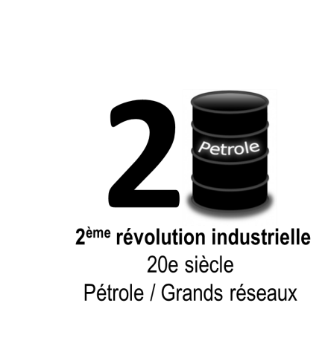 2
Petrole
2ème révolution industrielle
20e siècle
Pétrole / Grands réseaux